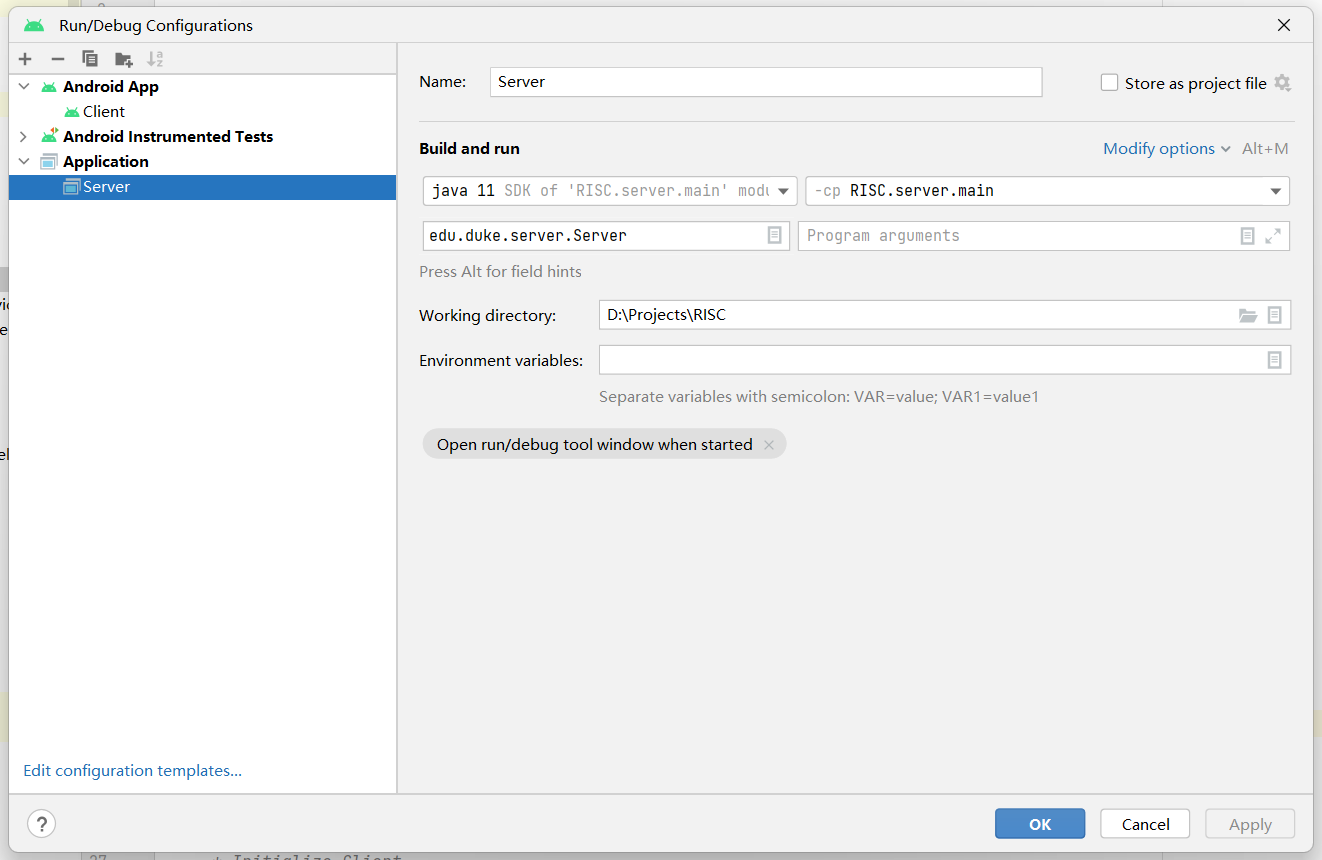 Run/Debug Configurations
Android App
Client
Android Instrumented Tests
Application
Server
Edit configuration templates...
Name: Server
Store as project file
Build and run
Modify options Alt+M
java 11 SDK of 'RISC.server.main' modu
-cp RISC.server.main
edu.duke.server.Server
Program arguments
Press Alt for field hints
Working directory: D:\Projects\RISC
Environment variables:
Separate variables with semicolon: VAR=value; VAR1=value1
Open run/debug tool window when started
?
OK
Cancel
Apply